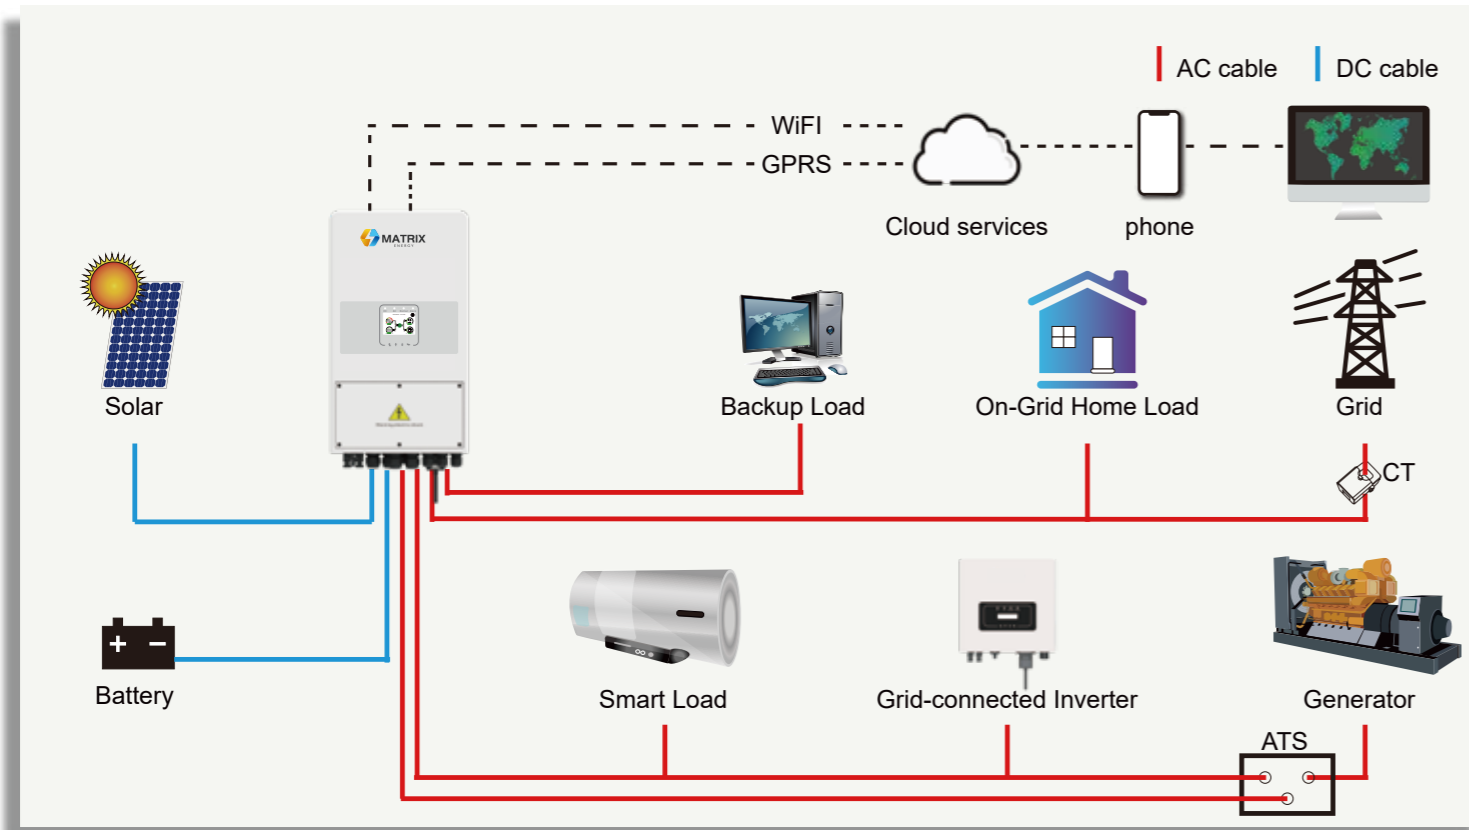 AC cable
DC cable
WiFI
GPRS
Cloud services
phone
MATRIX
ENERGY
Solar
Backup Load
On-Grid Home Load
Grid
CT
Battery
Smart Load
Grid-connected Inverter
Generator
ATS